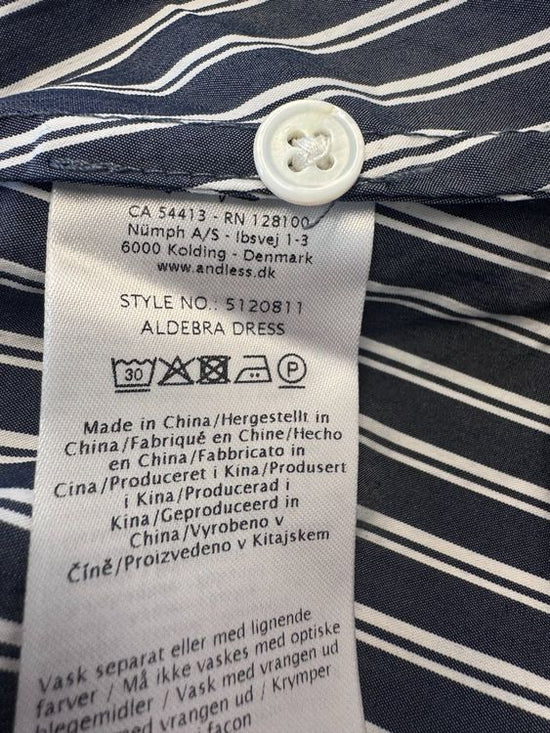 CA 54413 - RN 128100
Nümph A/S - Ibsvej 1-3
6000 Kolding - Denmark
www.andless.dk
STYLE NO.: 5120811
ALDEBRA DRESS
30 P
Made in China/Hergestellt in
China/Fabriqué en Chine/Hecho
en China/Fabbricato in
Cina/Produceret i Kina/Produsert
i Kina/Producerad i
Kina/Geproduceerd in
China/Vyrobeno v
Číně/Proizvedeno v Kitajskem
Vask separat eller med lignende
farver / Må ikke vaskes med optiske
blegemidler / Vask med vrangen ud
med vrangen ud / Krymper
i facon